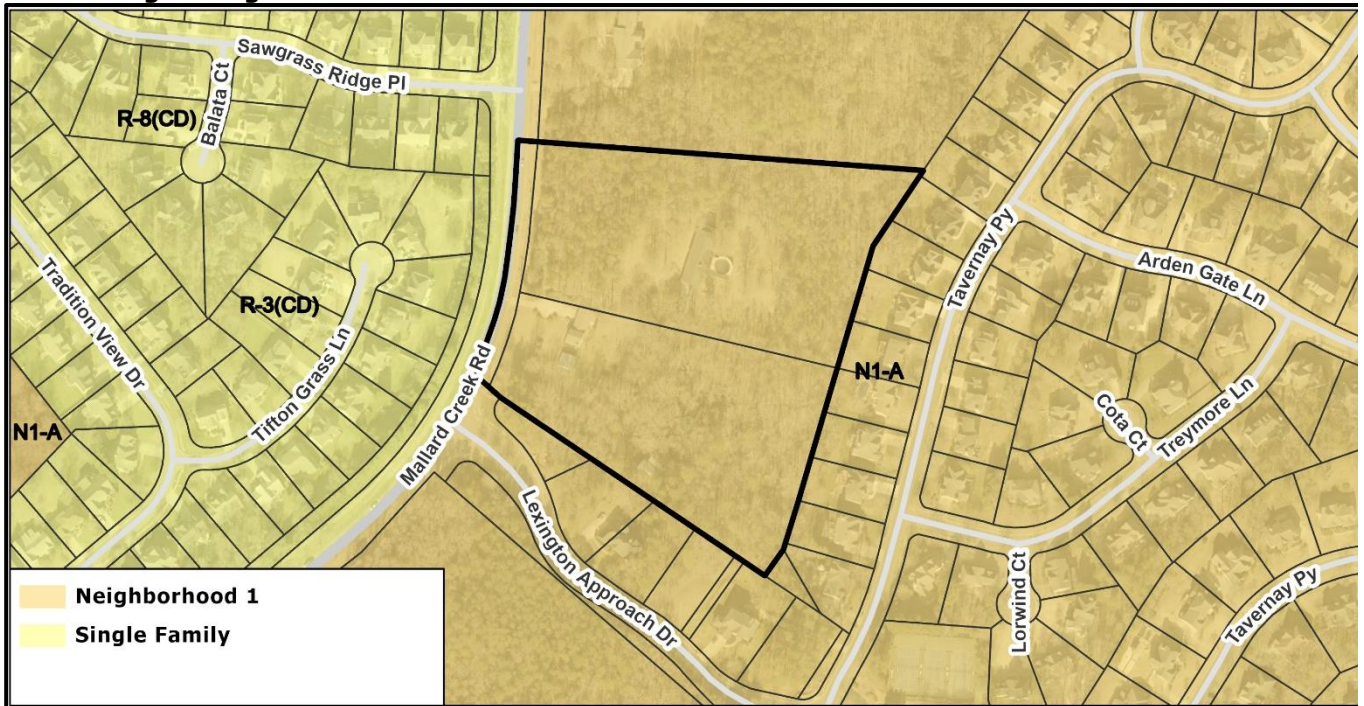 Sawgrass Ridge Pl
Balata Ct
R-8(CD)
Tavernay Py
Arden Gate Ln
Tradition View Dr
R-3(CD)
Tifton Grass Ln
Mallard Creek Rd
N1-A
Cota Ct
Treymore Ln
N1-A
Lexington Approach Dr
Lorwind Ct
Tavernay Py
Neighborhood 1
Single Family